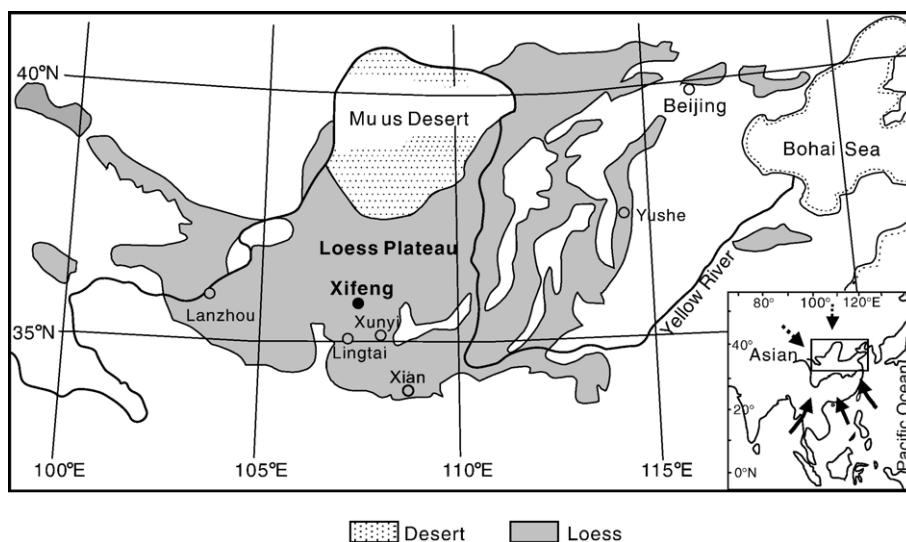 40°N
Mu us Desert
Beijing
Bohai Sea
Yushe
Loess Plateau
Xifeng
Lanzhou
Xunyi
Yellow River
35°N
Lingtai
Xian
100°E
105°E
110°E
115°E
80°
100°
120°E
40°
Asian
20°
0°N
Pacific Ocean
Desert
Loess